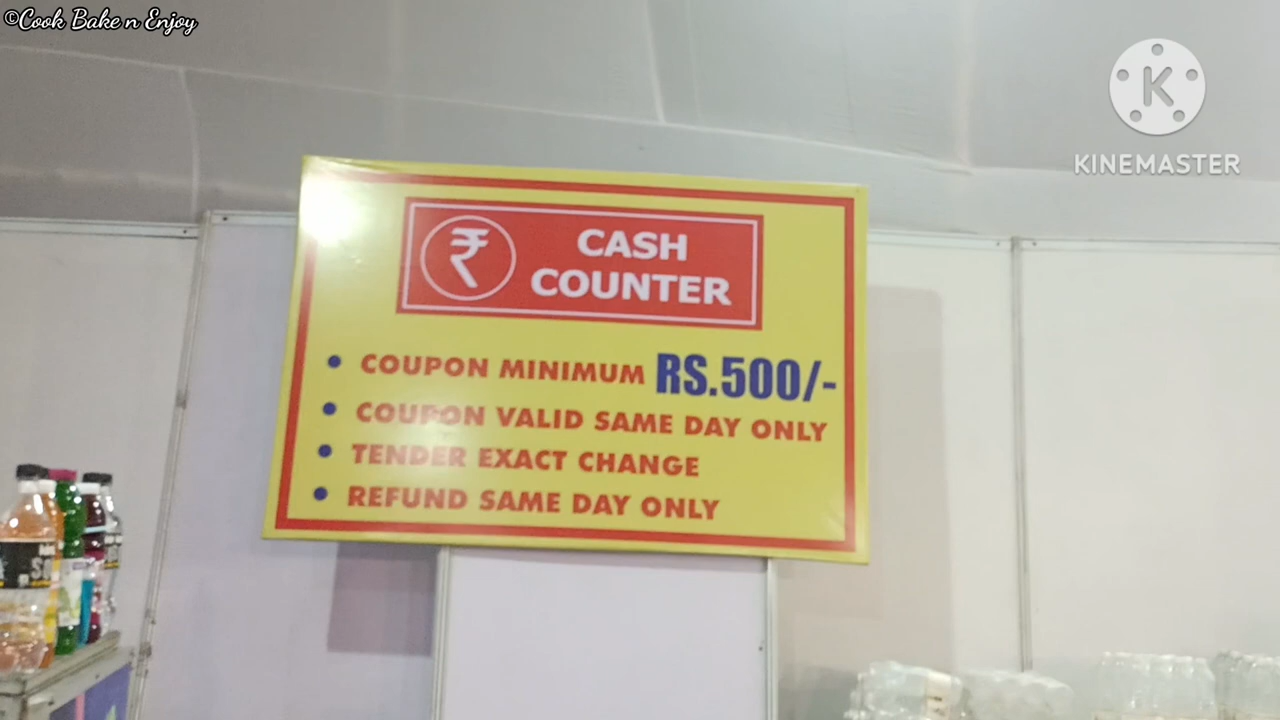 ©Cook Bake n Enjoy
K
KINEMASTER
₹ CASH
COUNTER
• COUPON MINIMUM RS.500/-
• COUPON VALID SAME DAY ONLY
• TENDER EXACT CHANGE
• REFUND SAME DAY ONLY